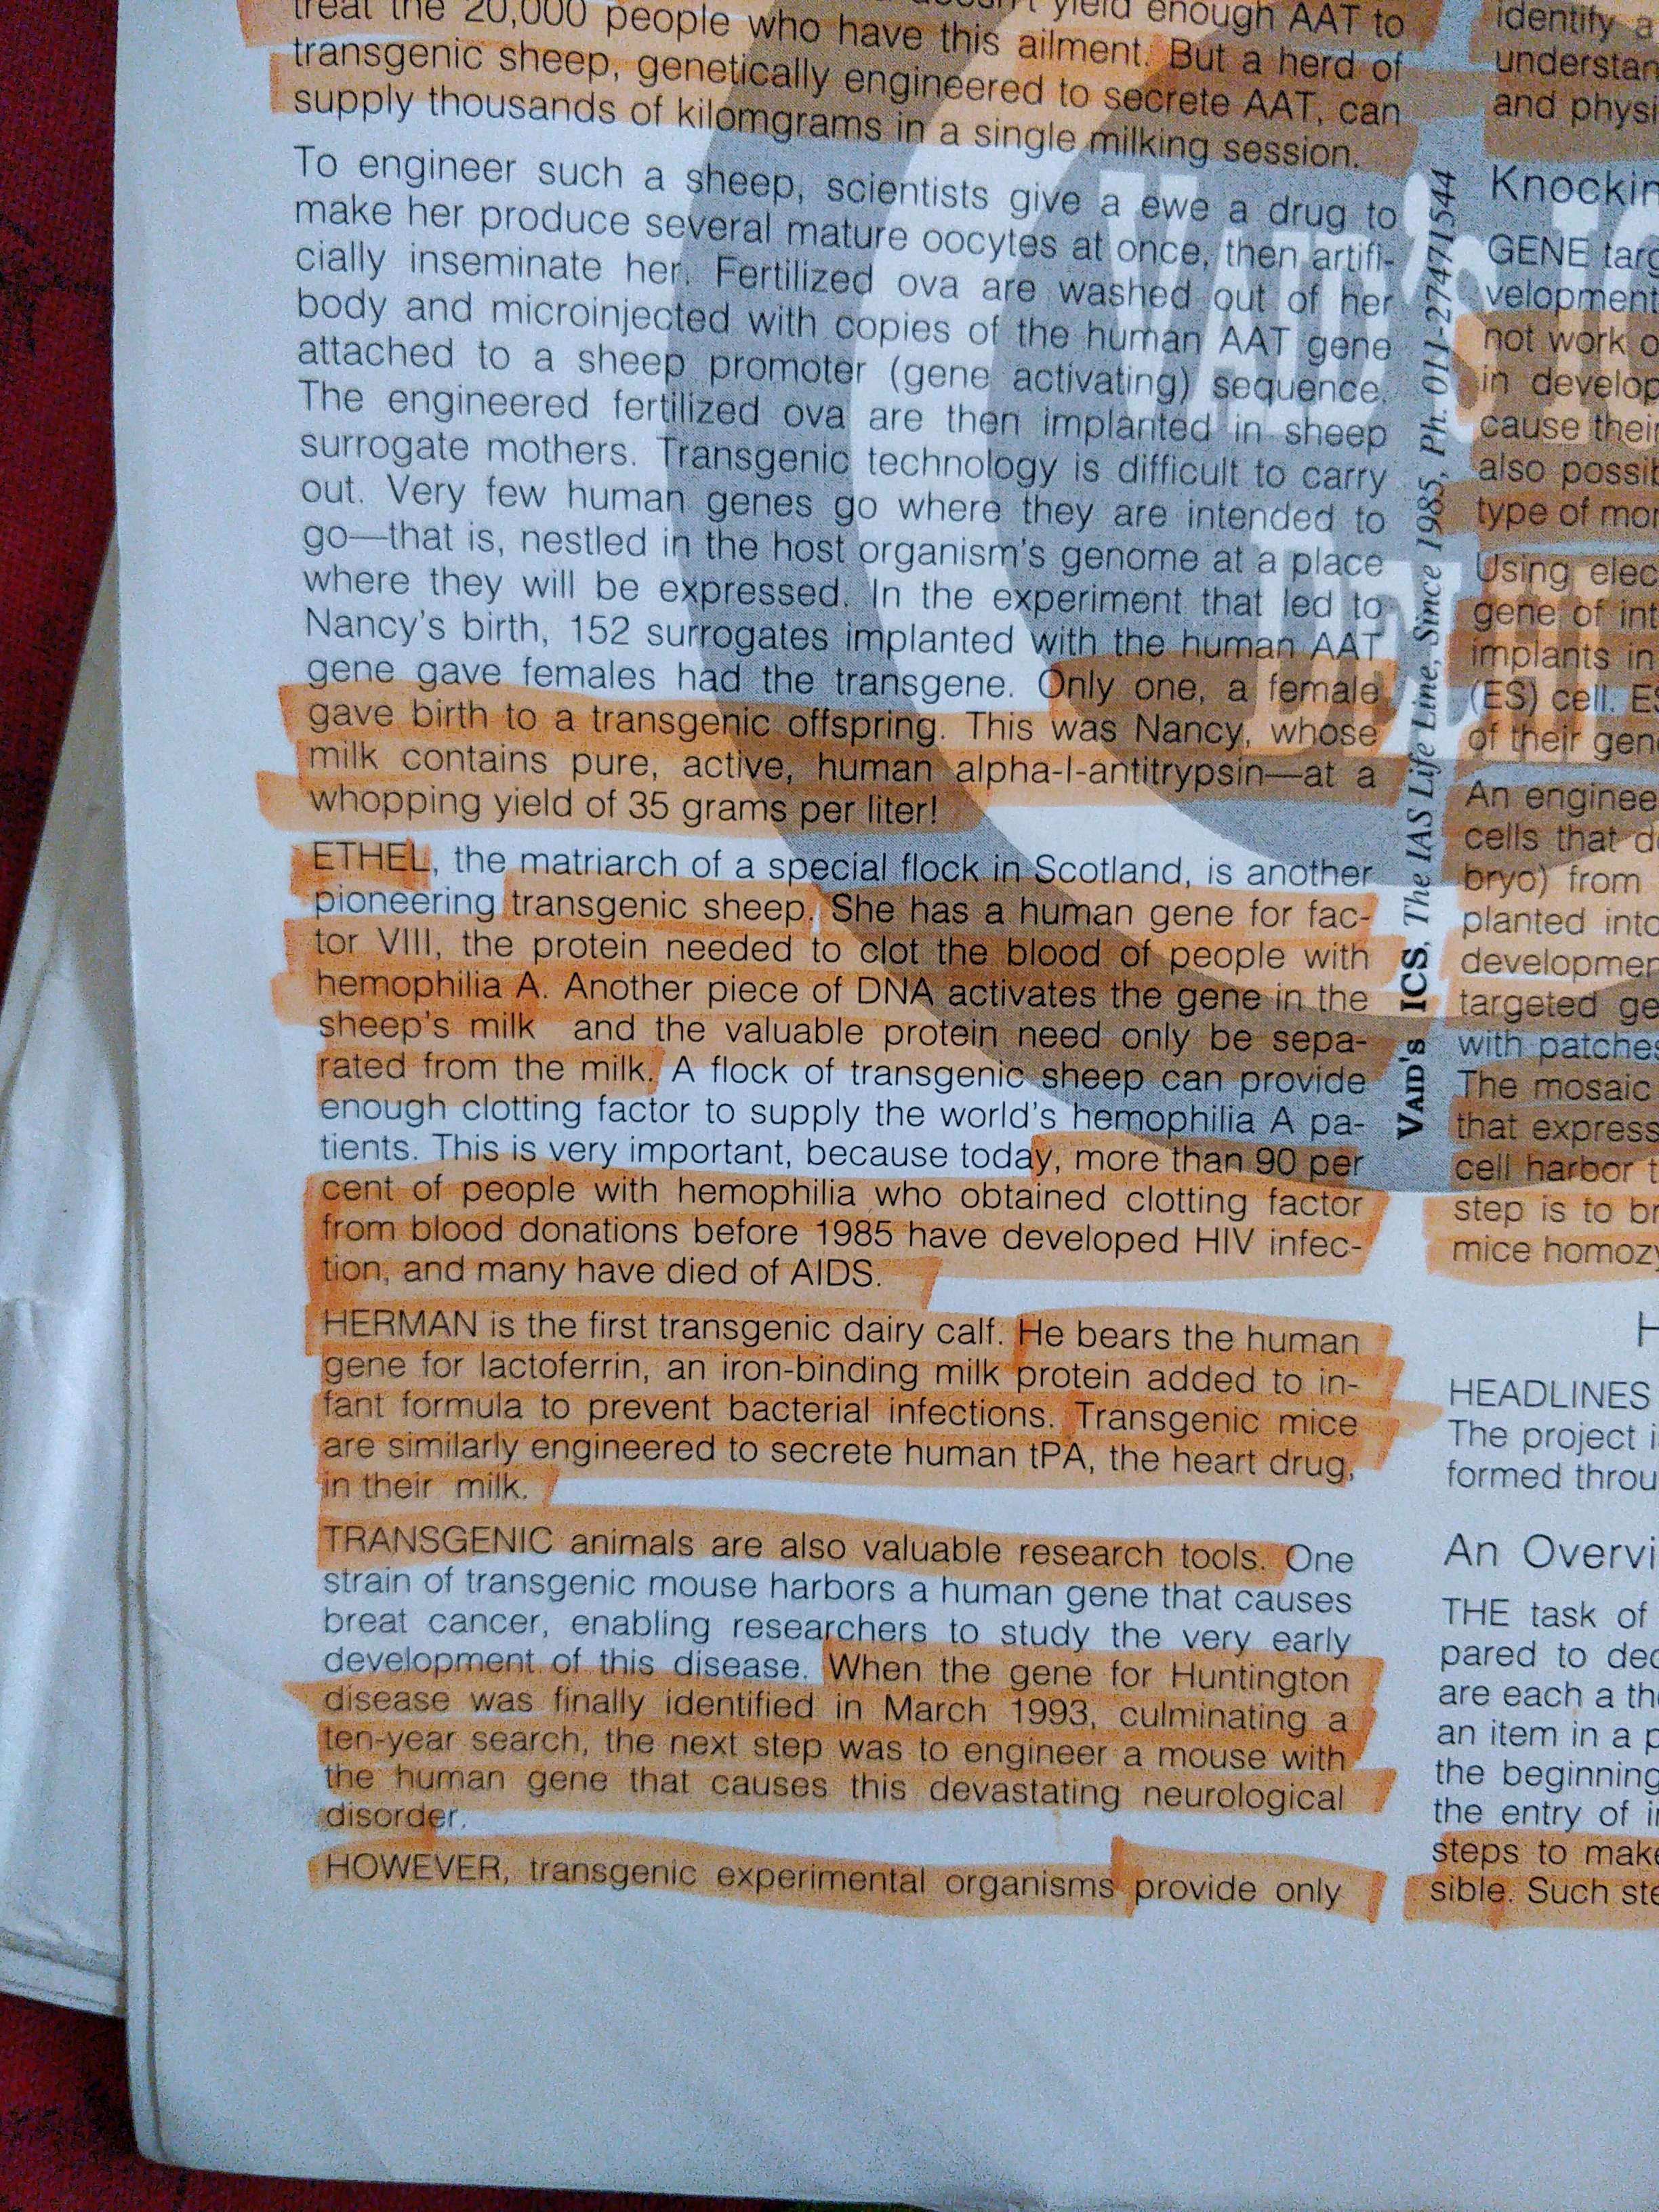 treat the 20,000 people who have this ailment. But a herd of
yield enough AAT to
transgenic sheep, genetically engineered to secrete AAT, can
supply thousands of kilomgrams in a single milking session.
To engineer such a sheep, scientists give a ewe a drug to
make her produce several mature oocytes at once, then artifi-
cially inseminate her. Fertilized ova are washed out of her
body and microinjected with copies of the human AAT gene
attached to a sheep promoter (gene activating) sequence.
The engineered fertilized ova are then implanted in sheep
surrogate mothers. Transgenic technology is difficult to carry
out. Very few human genes go where they are intended to
go—that is, nestled in the host organism's genome at a place
where they will be expressed. In the experiment that led to
Nancy's birth, 152 surrogates implanted with the human AAT
gene gave females had the transgene. Only one, a female
gave birth to a transgenic offspring. This was Nancy, whose
milk contains pure, active, human alpha-l-antitrypsin—at a
whopping yield of 35 grams per liter!
ETHEL, the matriarch of a special flock in Scotland, is another
pioneering transgenic sheep. She has a human gene for fac-
tor VIII, the protein needed to clot the blood of people with
hemophilia A. Another piece of DNA activates the gene in the
sheep's milk and the valuable protein need only be sepa-
rated from the milk. A flock of transgenic sheep can provide
enough clotting factor to supply the world's hemophilia A pa-
tients. This is very important, because today, more than 90 per
cent of people with hemophilia who obtained clotting factor
from blood donations before 1985 have developed HIV infec-
tion, and many have died of AIDS.
HERMAN is the first transgenic dairy calf. He bears the human
gene for lactoferrin, an iron-binding milk protein added to in-
fant formula to prevent bacterial infections. Transgenic mice
are similarly engineered to secrete human tPA, the heart drug,
in their milk.
TRANSGENIC animals are also valuable research tools. One
strain of transgenic mouse harbors a human gene that causes
breat cancer, enabling researchers to study the very early
development of this disease. When the gene for Huntington
disease was finally identified in March 1993, culminating a
ten-year search, the next step was to engineer a mouse with
the human gene that causes this devastating neurological
disorder.
HOWEVER, transgenic experimental organisms provide only
VAID's ICS, The IAS Life Line, Since 1985, Ph. 011-27471544
identify a
understan
and physi
Knockin
GENE targ
velopment
not work o
in develop
cause their
also possib
type of mor
Using elec
gene of int
implants in
(ES) cell. ES
of their gen
An enginee
cells that d
bryo) from
planted into
developmen
targeted ge
with patches
The mosaic
that express
cell harbor t
step is to br
mice homozy
H
HEADLINES
The project i
formed throu
An Overvi
THE task of
pared to dec
are each a th
an item in a p
the beginning
the entry of i
steps to make
sible. Such ste